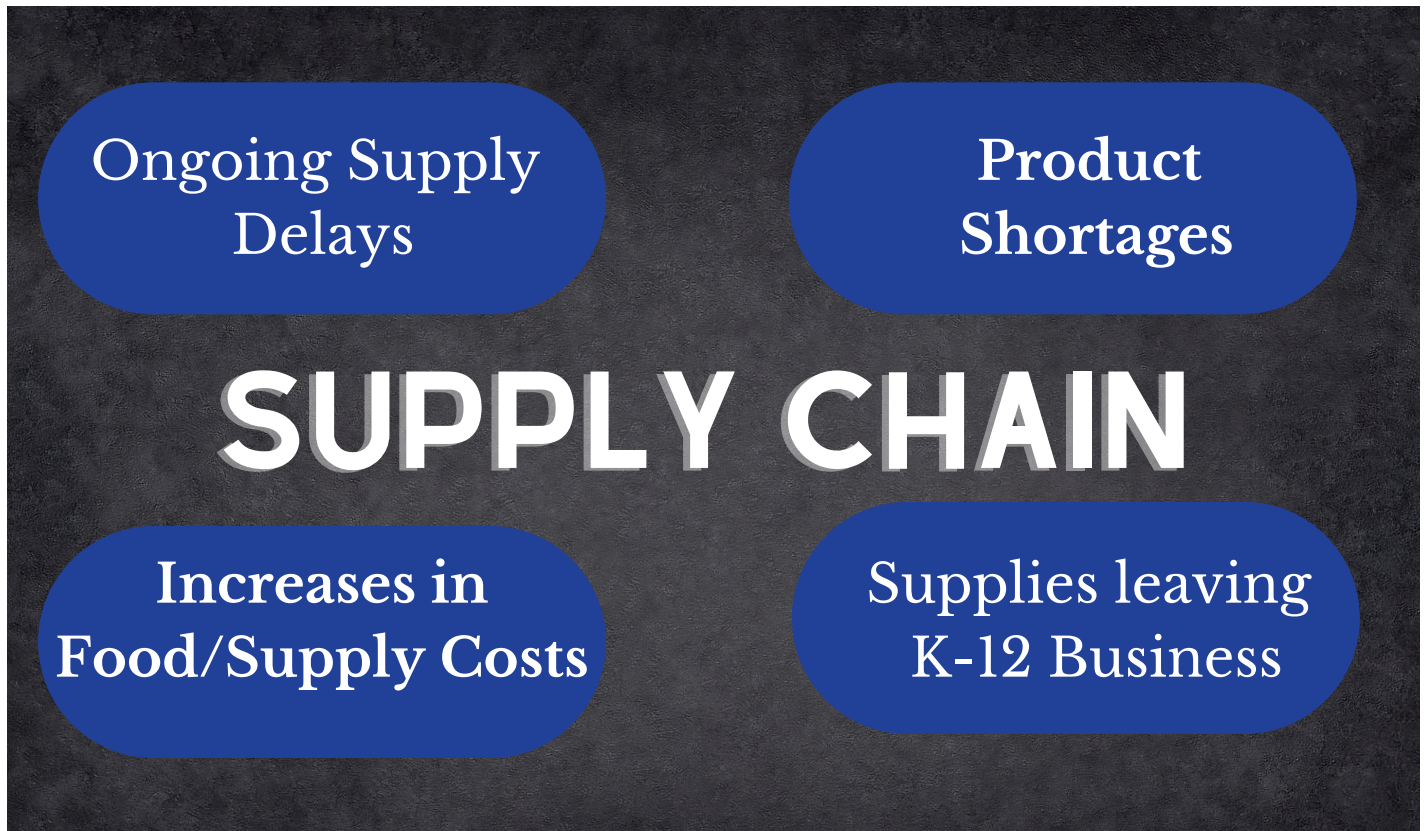 Ongoing Supply
Delays
Product
Shortages
SUPPLY CHAIN
Increases in
Food/Supply Costs
Supplies leaving
K-12 Business